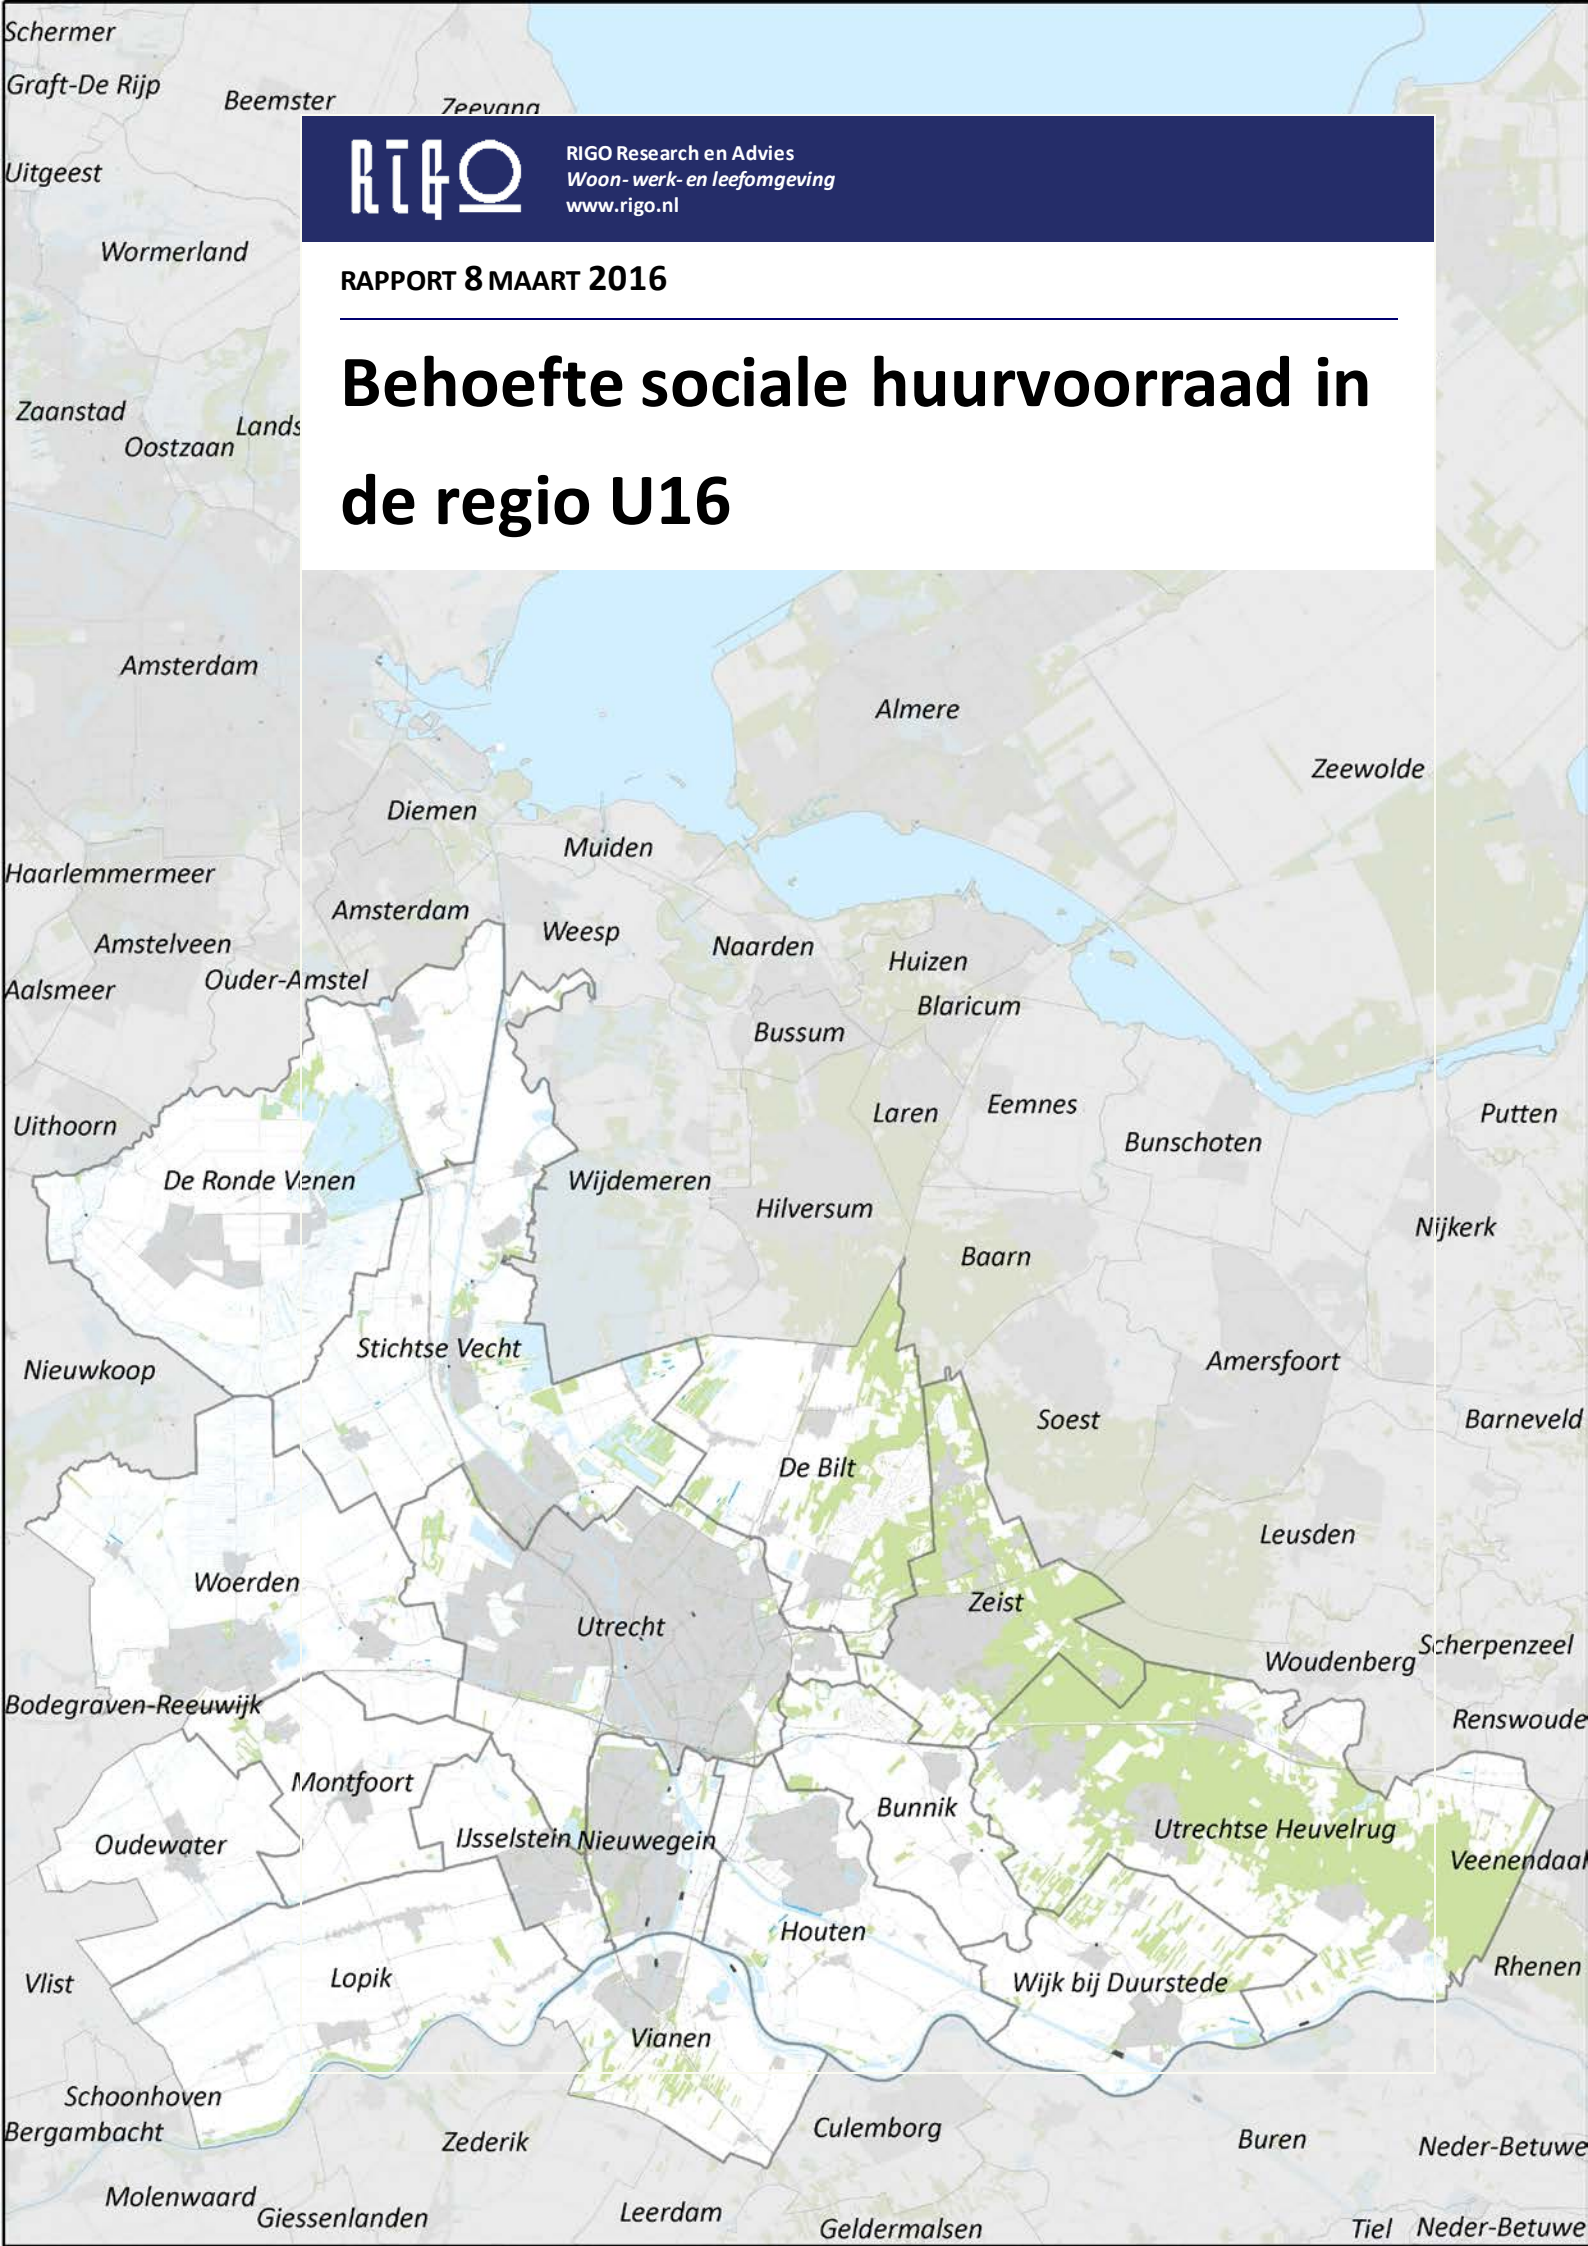 Schermer
Graft-De Rijp
Beemster
Zeevang
RIGO
RIGO Research en Advies
Woon- werk- en leefomgeving
www.rigo.nl
Uitgeest
Wormerland
RAPPORT 8 MAART 2016
Behoefte sociale huurvoorraad in
de regio U16
Zaanstad
Lands
Oostzaan
Amsterdam
Almere
Zeewolde
Diemen
Muiden
Haarlemmermeer
Amsterdam
Weesp
Amstelveen
Naarden
Huizen
Ouder-Amstel
Aalsmeer
Blaricum
Bussum
Laren
Eemnes
Putten
Uithoorn
Bunschoten
De Ronde Venen
Wijdemeren
Hilversum
Nijkerk
Baarn
Stichtse Vecht
Nieuwkoop
Amersfoort
Soest
Barneveld
De Bilt
Leusden
Woerden
Zeist
Utrecht
Scherpenzeel
Woudenberg
Bodegraven-Reeuwijk
Renswoude
Montfoort
Bunnik
Utrechtse Heuvelrug
Oudewater
IJsselstein
Nieuwegein
Veenendaal
Houten
Rhenen
Vlist
Lopik
Wijk bij Duurstede
Vianen
Schoonhoven
Bergambacht
Zederik
Culemborg
Buren
Neder-Betuwe
Molenwaard
Giessenlanden
Leerdam
Geldermalsen
Tiel
Neder-Betuwe